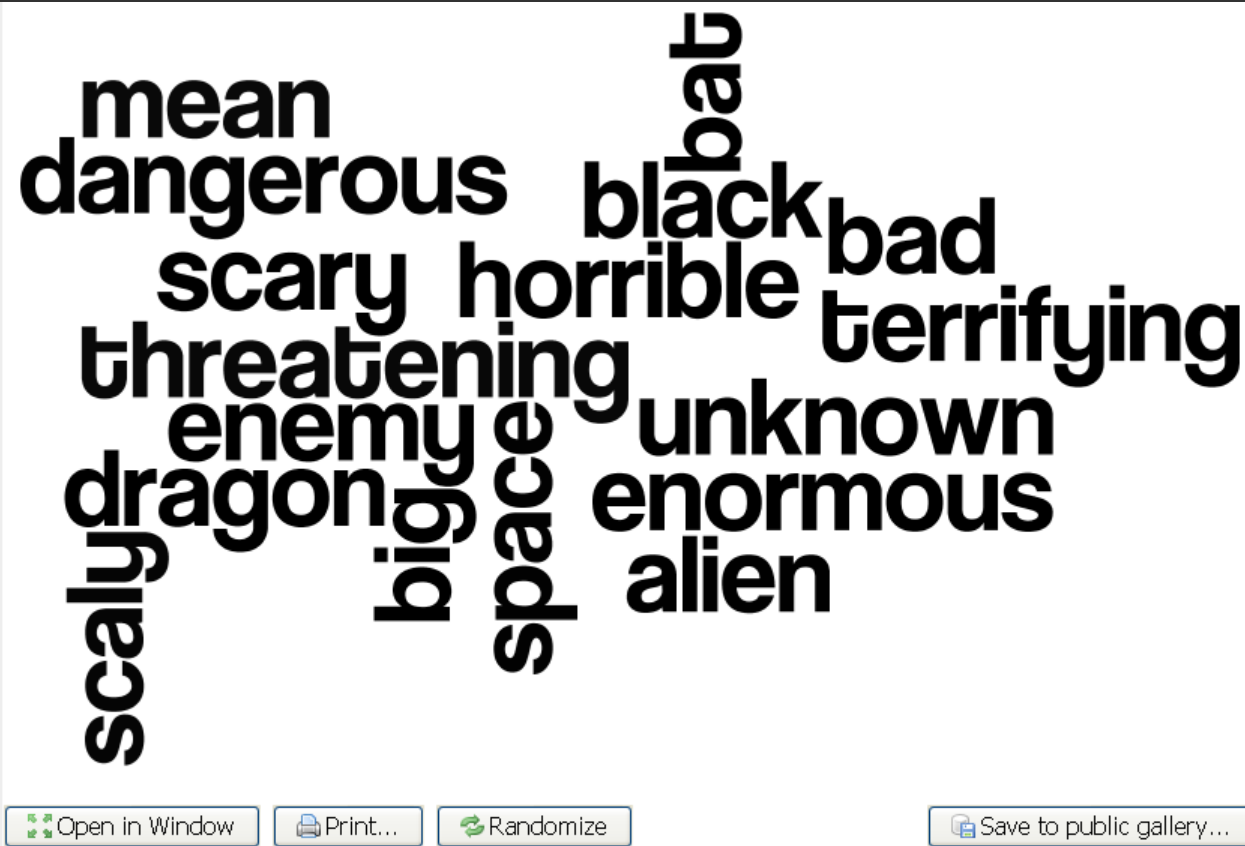 bat
mean
dangerous
black
bad
scary
horrible
terrifying
threatening
unknown
enemy
space
dragon
big
enormous
scaly
alien
Open in Window
Print...
Randomize
Save to public gallery...